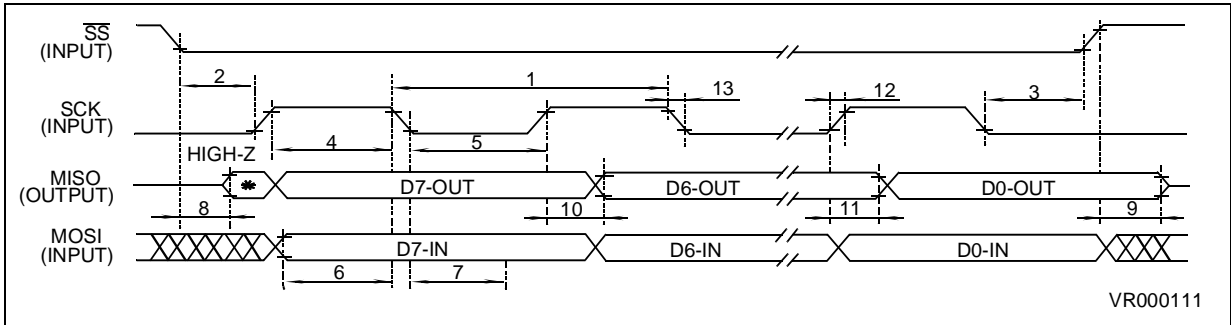 SS
(INPUT)
2
1
13
12
3
SCK
(INPUT)
4
5
HIGH-Z
MISO
(OUTPUT)
*
D7-OUT
D6-OUT
D0-OUT
8
10
11
9
MOSI
(INPUT)
D7-IN
D6-IN
D0-IN
6
7
VR000111